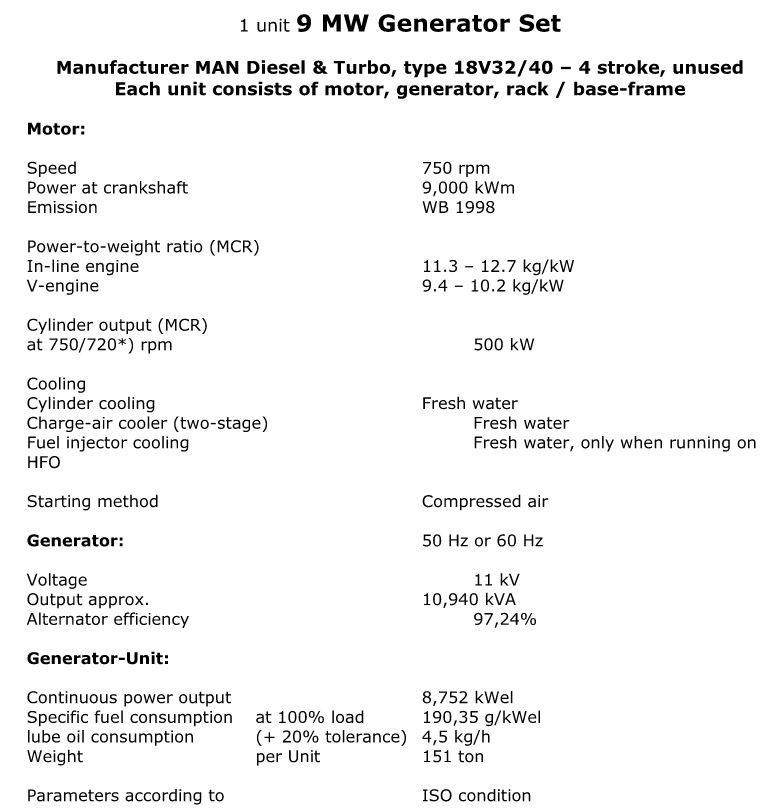 1 unit 9 MW Generator Set
Manufacturer MAN Diesel & Turbo, type 18V32/40 – 4 stroke, unused
Each unit consists of motor, generator, rack / base-frame
Motor:
Speed 750 rpm
Power at crankshaft 9,000 kWm
Emission WB 1998
Power-to-weight ratio (MCR)
In-line engine 11.3 – 12.7 kg/kW
V-engine 9.4 – 10.2 kg/kW
Cylinder output (MCR)
at 750/720*) rpm 500 kW
Cooling
Cylinder cooling Fresh water
Charge-air cooler (two-stage) Fresh water
Fuel injector cooling Fresh water, only when running on
HFO
Starting method Compressed air
Generator: 50 Hz or 60 Hz
Voltage 11 kV
Output approx. 10,940 kVA
Alternator efficiency 97,24%
Generator-Unit:
Continuous power output 8,752 kWel
Specific fuel consumption at 100% load 190,35 g/kWel
lube oil consumption (+ 20% tolerance) 4,5 kg/h
Weight per Unit 151 ton
Parameters according to ISO condition